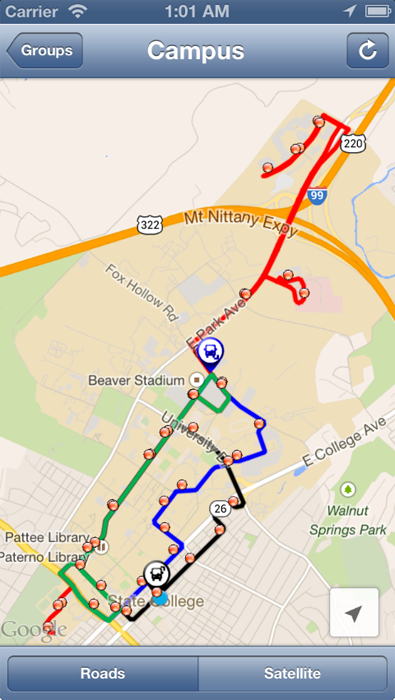 Carrier 1:01 AM
Groups Campus
220
99
322
Mt Nittany Expy
Fox Hollow Rd
E Park Ave
Beaver Stadium
University
E College Ave
26
Walnut
Springs Park
Pattee Library
Paterno Library
State College
Google
Roads Satellite